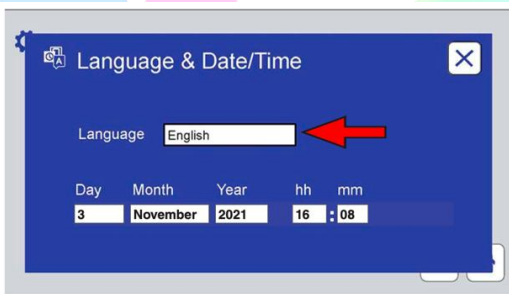 Language & Date/Time
Language English
Day Month Year hh mm
3 November 2021 16 : 08